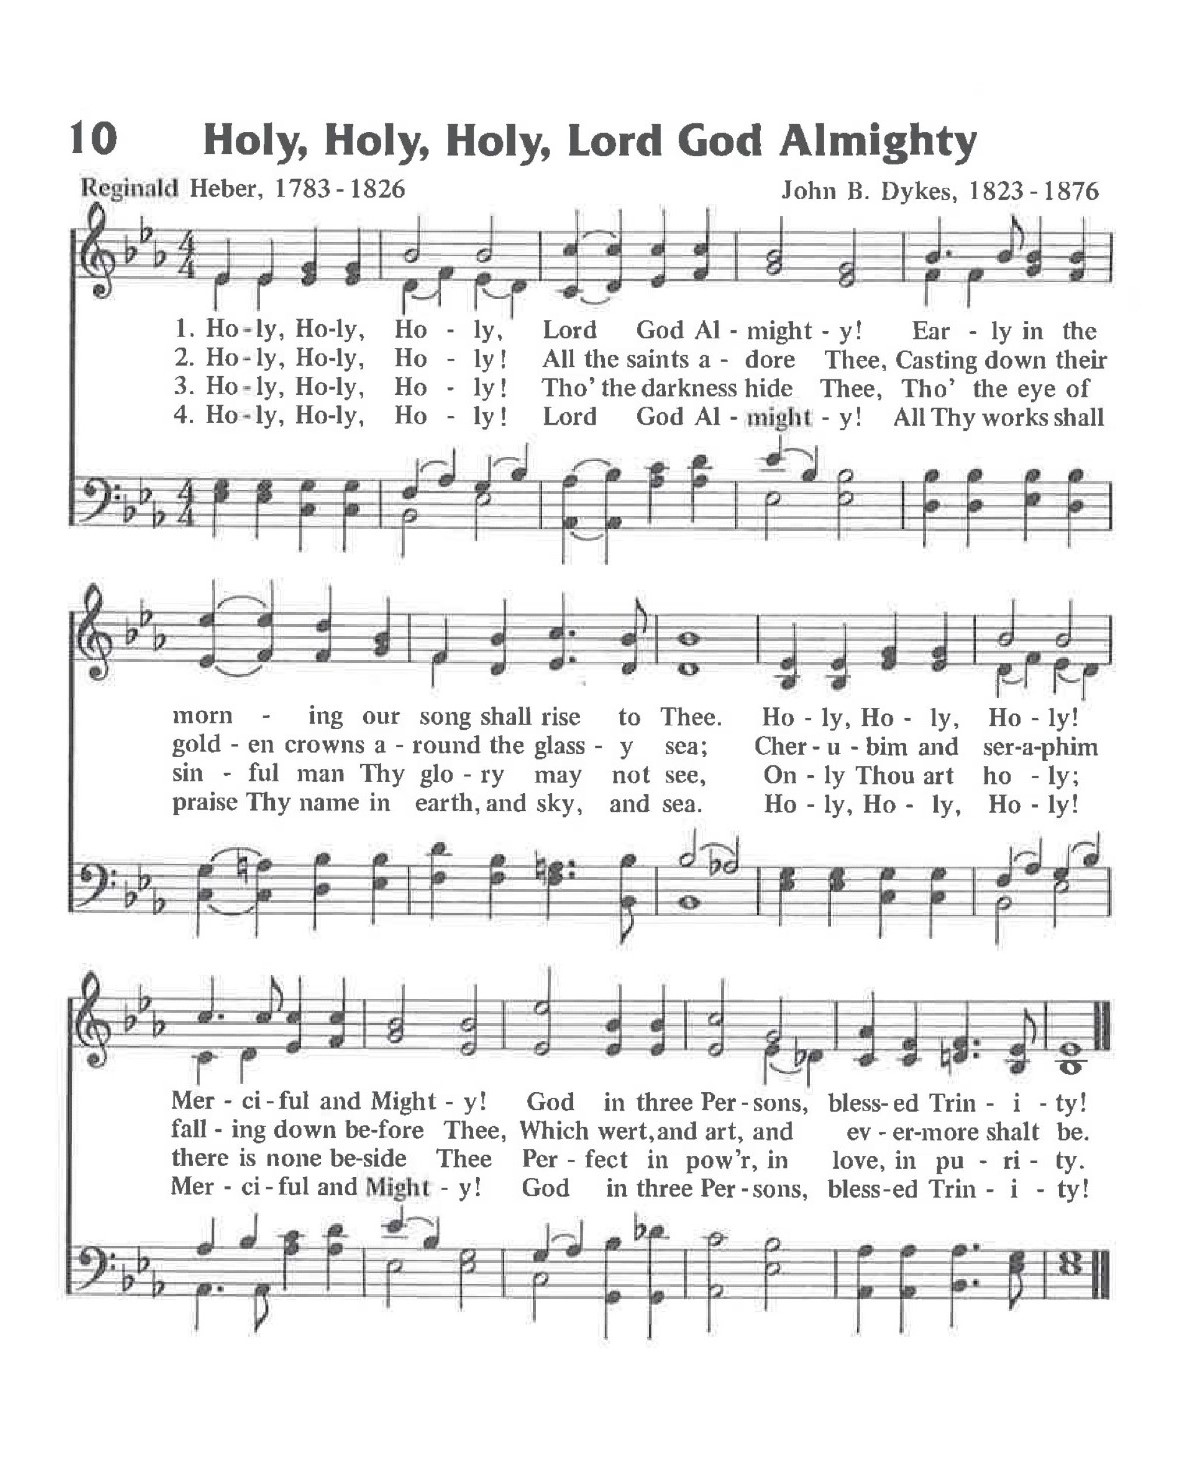 10 Holy, Holy, Holy, Lord God Almighty
Reginald Heber, 1783 - 1826 John B. Dykes, 1823 - 1876
1. Ho - ly, Ho-ly, Ho - ly, Lord God Al - might - y! Ear - ly in the
2. Ho - ly, Ho-ly, Ho - ly! All the saints a - dore Thee, Casting down their
3. Ho - ly, Ho-ly, Ho - ly! Tho' the darkness hide Thee, Tho' the eye of
4. Ho - ly, Ho-ly, Ho - ly! Lord God Al - might - y! All Thy works shall
morn - ing our song shall rise to Thee. Ho - ly, Ho - ly, Ho - ly!
gold - en crowns a - round the glass - y sea; Cher - u - bim and ser-a-phim
sin - ful man Thy glo - ry may not see, On - ly Thou art ho - ly;
praise Thy name in earth, and sky, and sea. Ho - ly, Ho - ly, Ho - ly!
Mer - ci - ful and Might - y! God in three Per - sons, bless- ed Trin - i - ty!
fall - ing down be-fore Thee, Which wert, and art, and ev - er-more shalt be.
there is none be-side Thee Per - fect in pow'r, in love, in pu - ri - ty.
Mer - ci - ful and Might - y! God in three Per - sons, bless-ed Trin - i - ty!